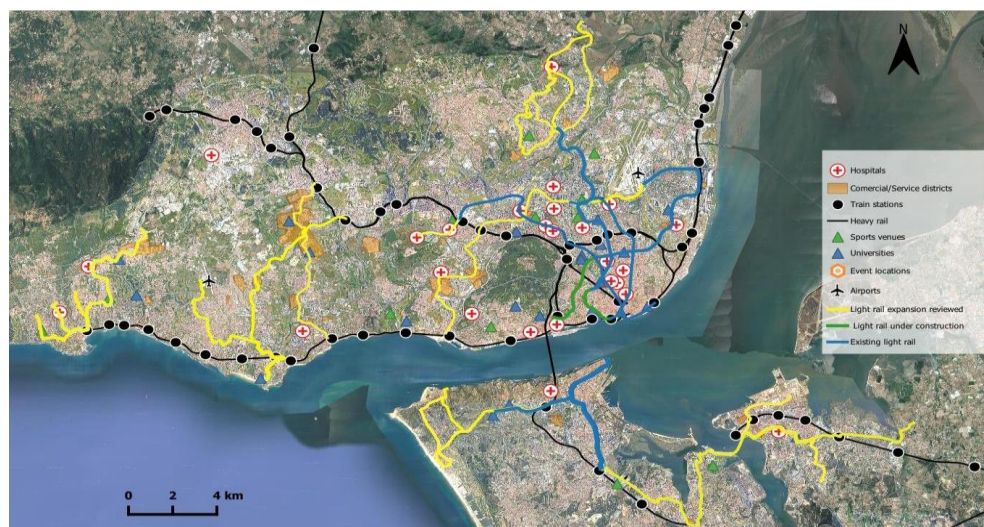 N
Hospitals
Comercial/Service districts
Train stations
Heavy rail
Sports venues
Universities
Event locations
Airports
Light rail expansion reviewed
Light rail under construction
Existing light rail
0 2 4 km